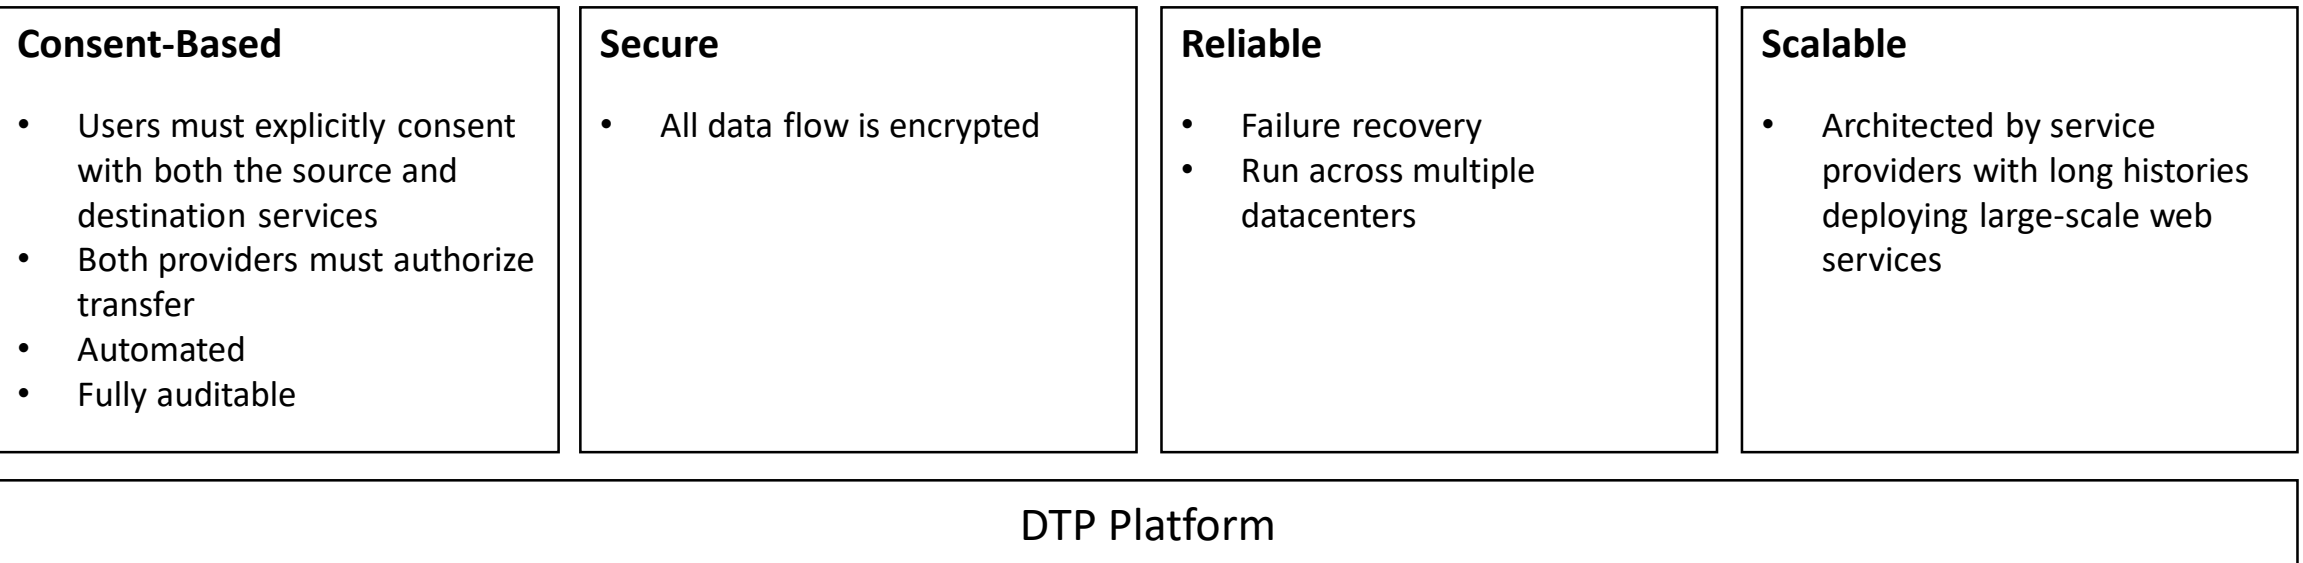 Consent-Based
• Users must explicitly consent
with both the source and
destination services
• Both providers must authorize
transfer
• Automated
• Fully auditable
Secure
• All data flow is encrypted
Reliable
• Failure recovery
• Run across multiple
datacenters
Scalable
• Architected by service
providers with long histories
deploying large-scale web
services
DTP Platform